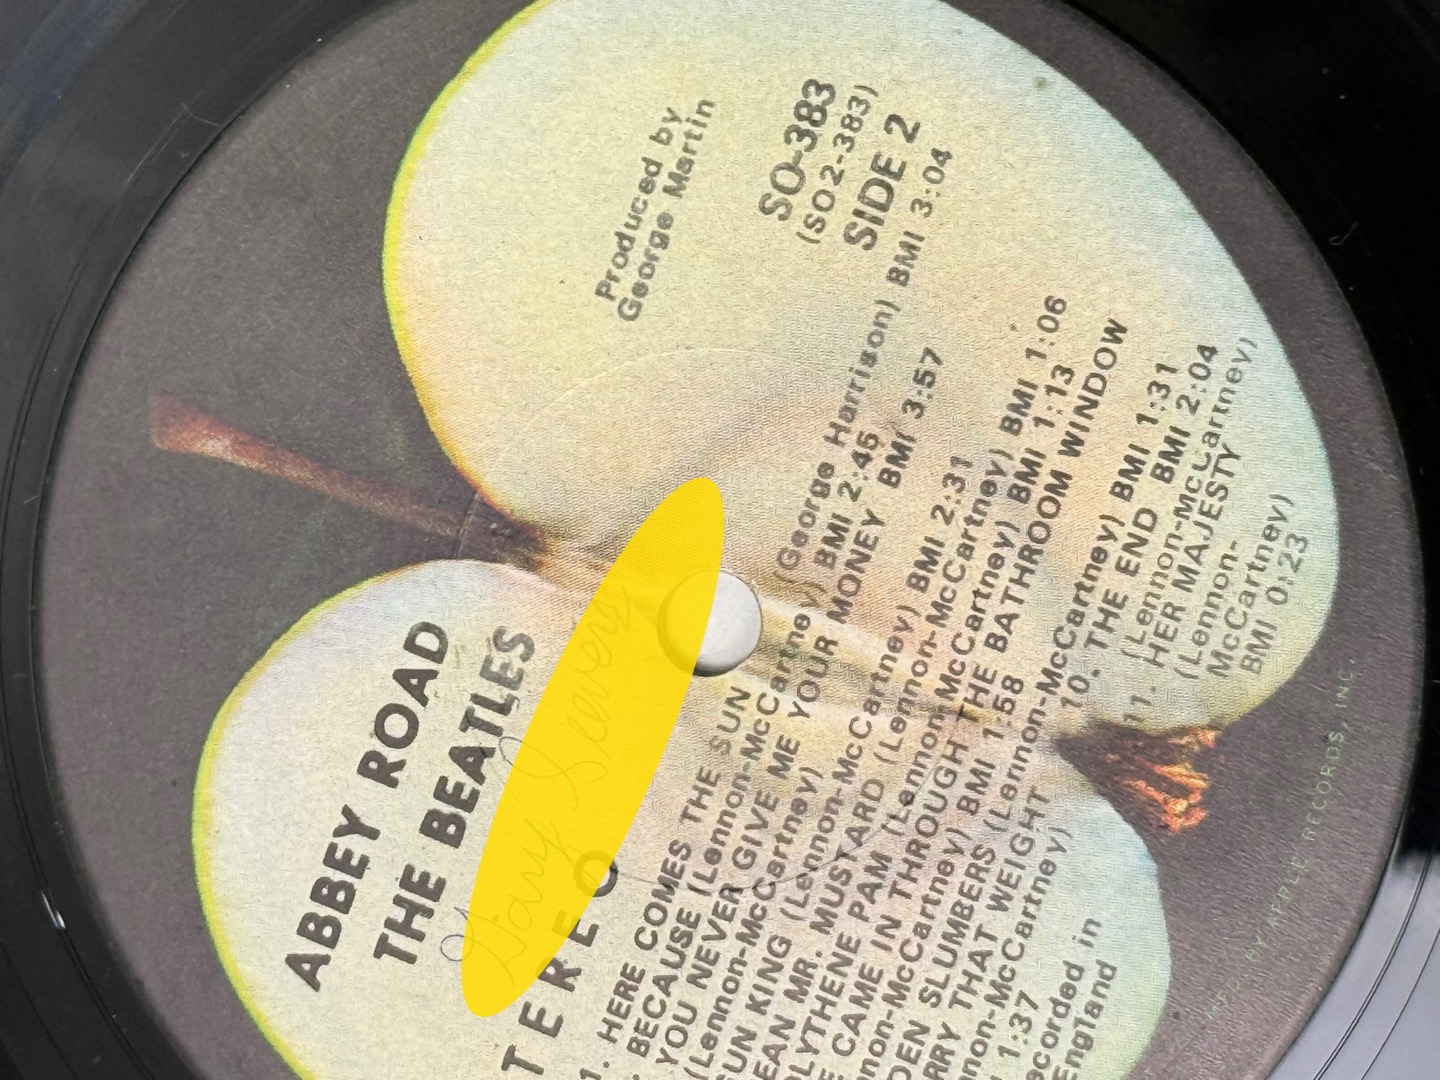 ABBEY ROAD
THE BEATLES
TEREO
Produced by
George Martin
SO-383
(SO2-383)
SIDE 2
1. HERE COMES THE SUN (George Harrison) BMI 3:04
BECAUSE (Lennon-McCartney) BMI 2:45
YOU NEVER GIVE ME YOUR MONEY BMI 3:57
(Lennon-McCartney)
SUN KING (Lennon-McCartney) BMI 2:31
EAN MR. MUSTARD (Lennon-McCartney) BMI 1:06
LYTHENE PAM (Lennon-McCartney) BMI 1:13
E CAME IN THROUGH THE BATHROOM WINDOW
nnon-McCartney) BMI 1:58
DEN SLUMBERS (Lennon-McCartney) BMI 1:31
RRY THAT WEIGHT
nnon-McCartney)
1:37
10. THE END BMI 2:04
(Lennon-McCartney)
11. HER MAJESTY
(Lennon-
McCartney)
BMI 0:23
ecorded in
England
BY APPLE RECORDS, INC.